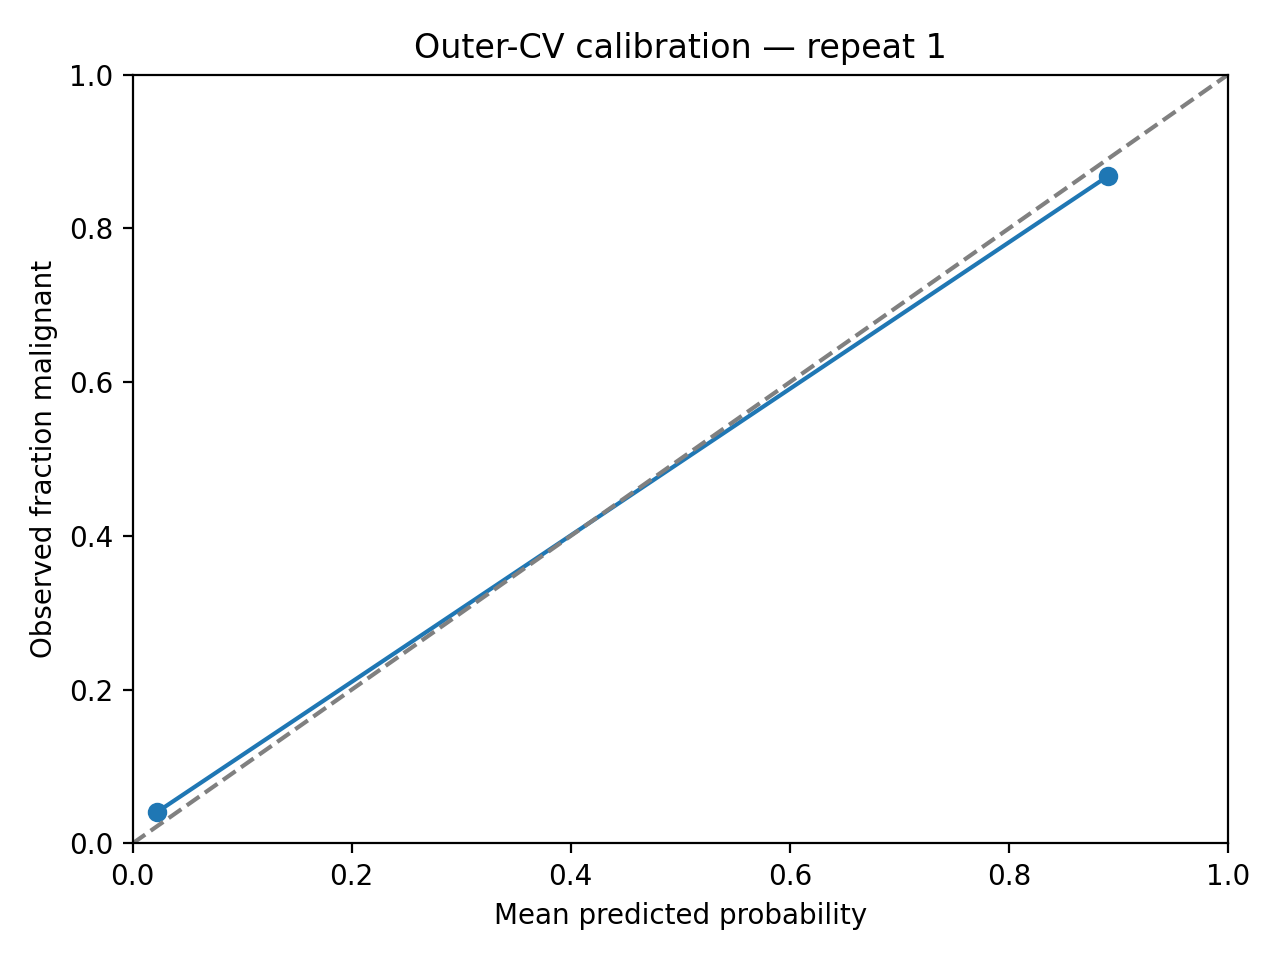 Outer-CV calibration — repeat 1
1.0
0.8
0.6
0.4
0.2
0.0
Observed fraction malignant
0.0 0.2 0.4 0.6 0.8 1.0
Mean predicted probability